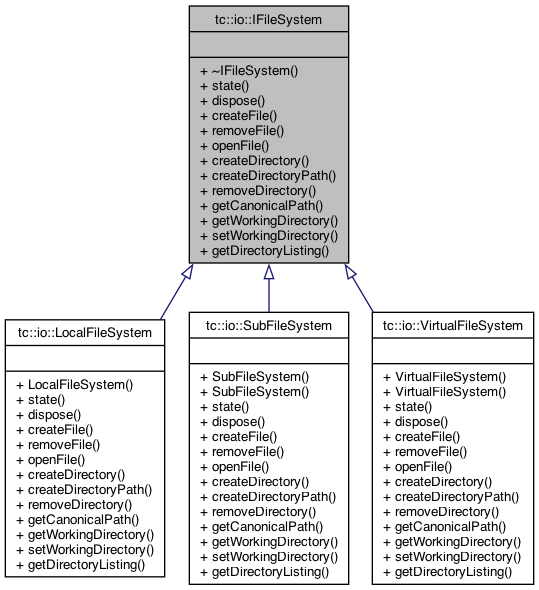 tc::io::IFileSystem
+ ~IFileSystem()
+ state()
+ dispose()
+ createFile()
+ removeFile()
+ openFile()
+ createDirectory()
+ createDirectoryPath()
+ removeDirectory()
+ getCanonicalPath()
+ getWorkingDirectory()
+ setWorkingDirectory()
+ getDirectoryListing()
tc::io::LocalFileSystem
+ LocalFileSystem()
+ state()
+ dispose()
+ createFile()
+ removeFile()
+ openFile()
+ createDirectory()
+ createDirectoryPath()
+ removeDirectory()
+ getCanonicalPath()
+ getWorkingDirectory()
+ setWorkingDirectory()
+ getDirectoryListing()
tc::io::SubFileSystem
+ SubFileSystem()
+ SubFileSystem()
+ state()
+ dispose()
+ createFile()
+ removeFile()
+ openFile()
+ createDirectory()
+ createDirectoryPath()
+ removeDirectory()
+ getCanonicalPath()
+ getWorkingDirectory()
+ setWorkingDirectory()
+ getDirectoryListing()
tc::io::VirtualFileSystem
+ VirtualFileSystem()
+ VirtualFileSystem()
+ state()
+ dispose()
+ createFile()
+ removeFile()
+ openFile()
+ createDirectory()
+ createDirectoryPath()
+ removeDirectory()
+ getCanonicalPath()
+ getWorkingDirectory()
+ setWorkingDirectory()
+ getDirectoryListing()